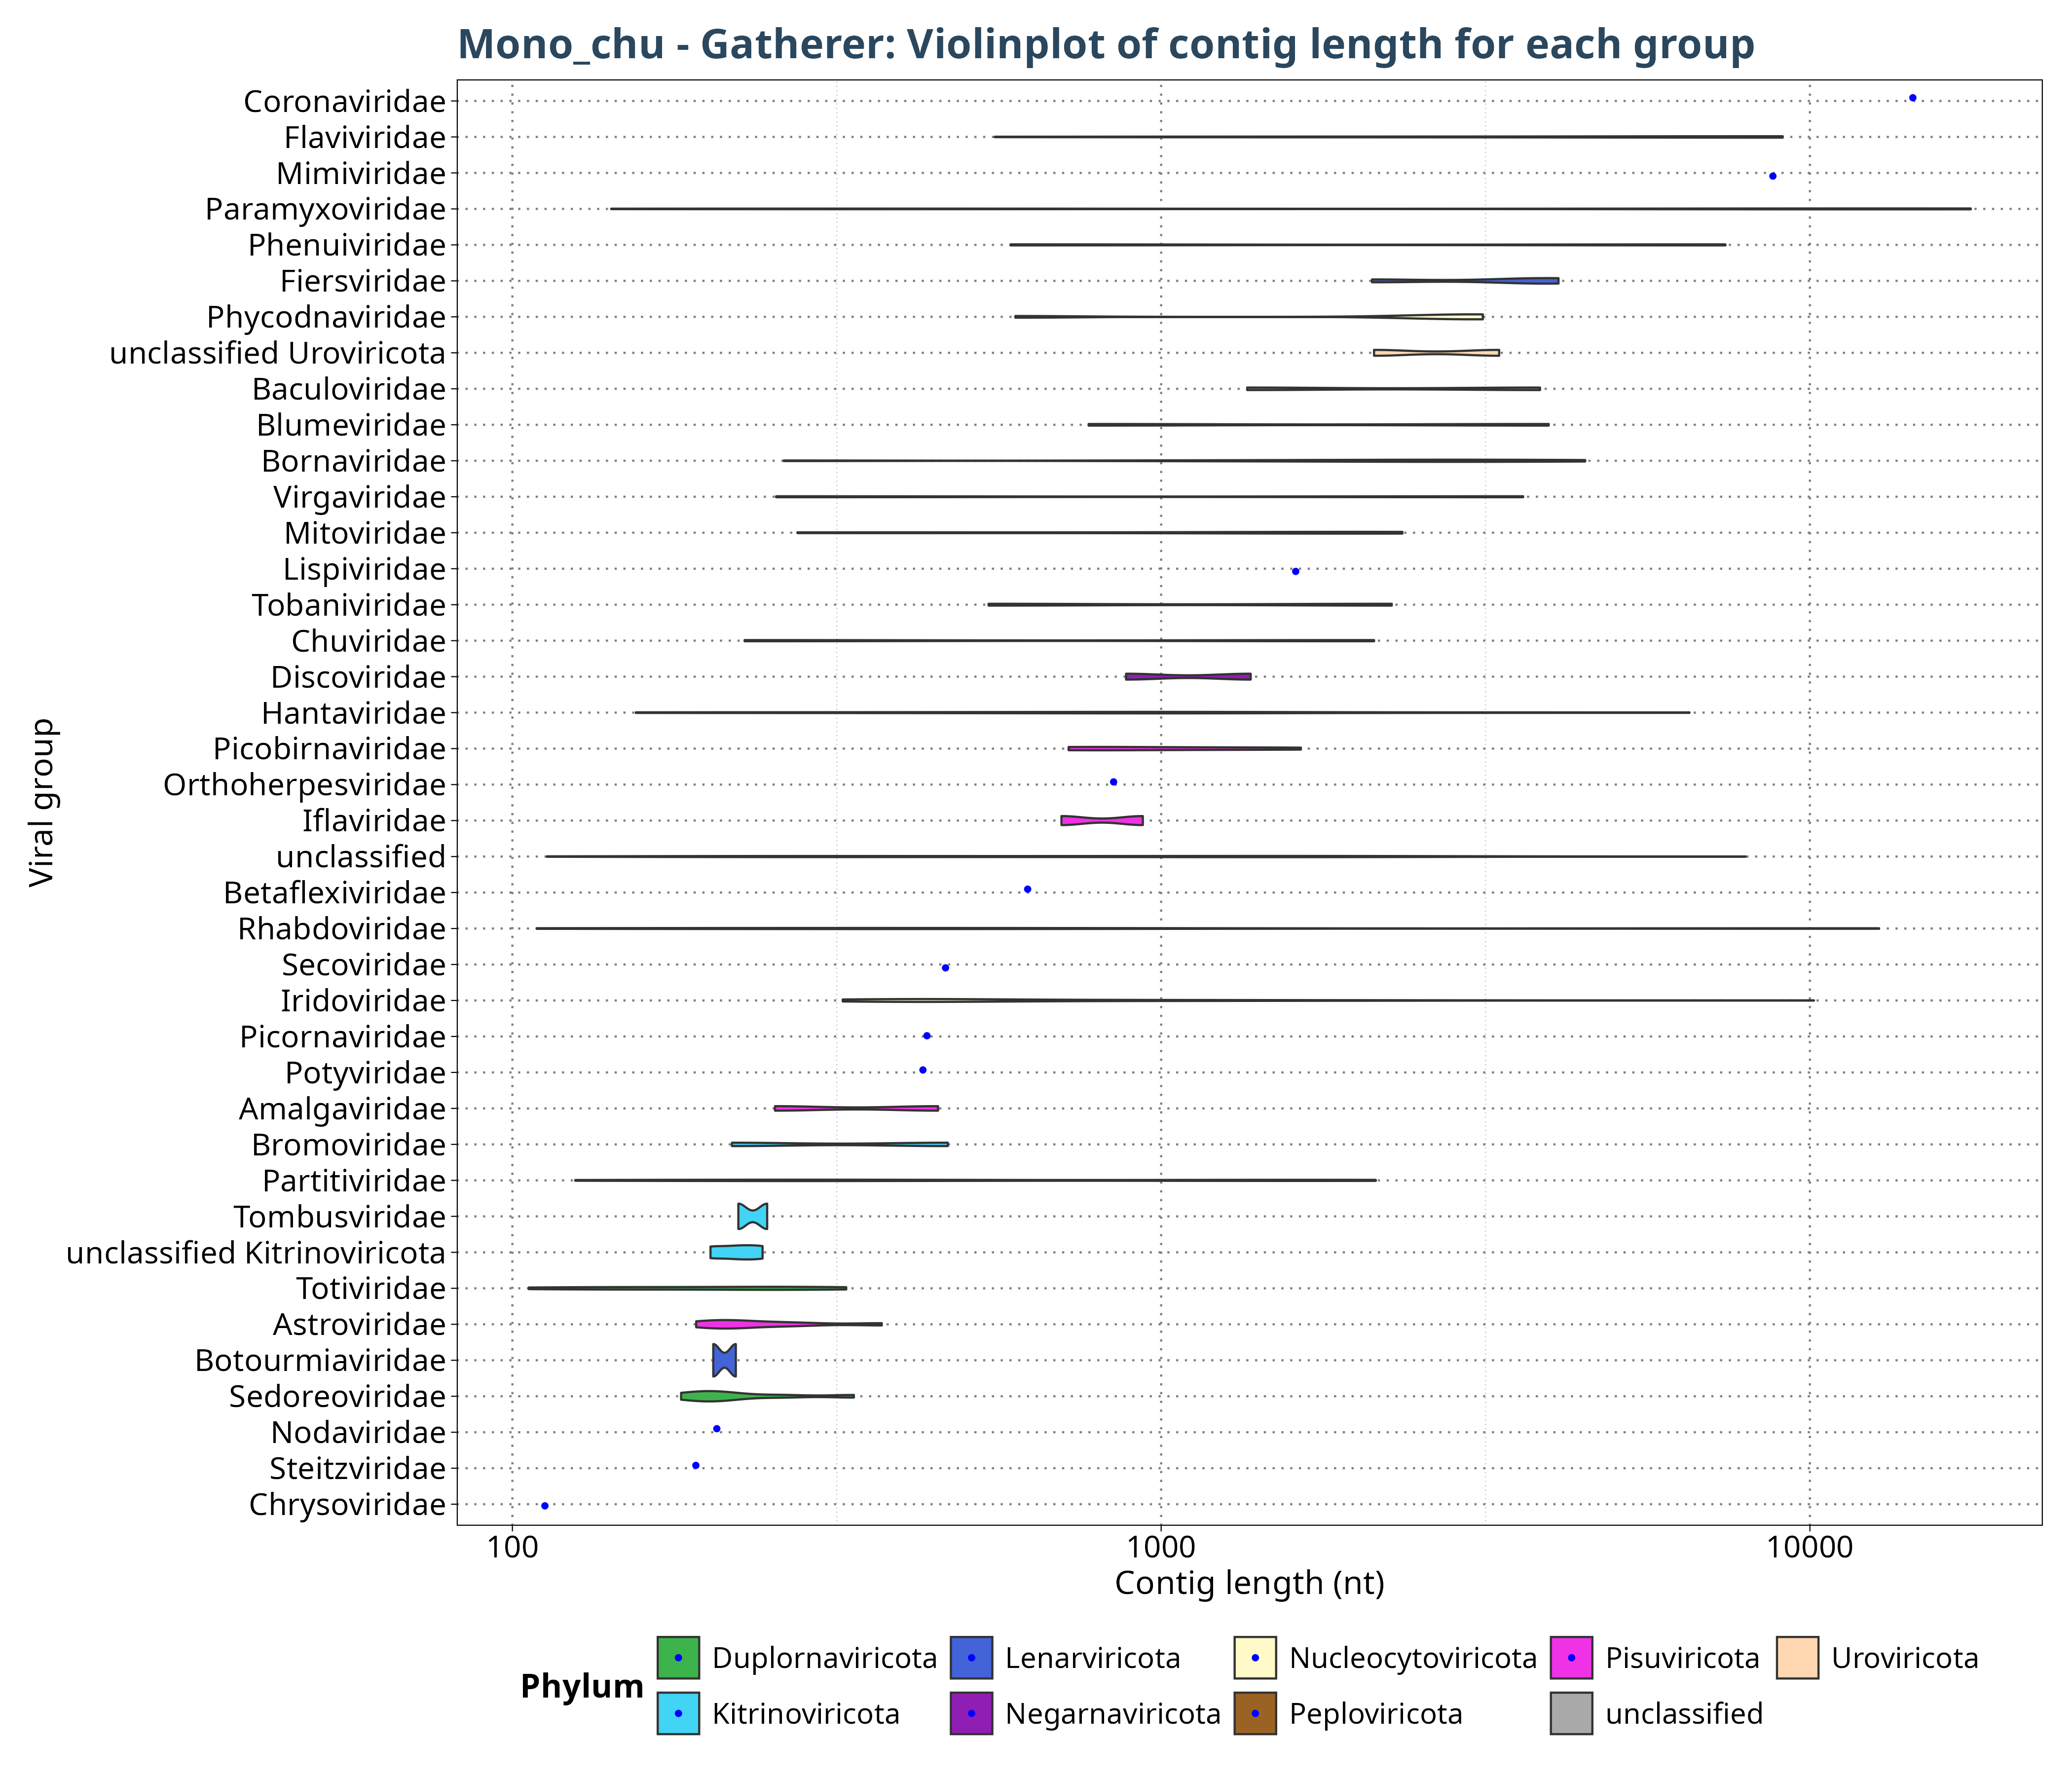 Mono_chu - Gatherer: Violinplot of contig length for each group
Viral group
Coronaviridae
Flaviviridae
Mimiviridae
Paramyxoviridae
Phenuiviridae
Fiersviridae
Phycodnaviridae
unclassified Uroviricota
Baculoviridae
Blumeviridae
Bornaviridae
Virgaviridae
Mitoviridae
Lispiviridae
Tobaniviridae
Chuviridae
Discoviridae
Hantaviridae
Picobirnaviridae
Orthoherpesviridae
Iflaviridae
unclassified
Betaflexiviridae
Rhabdoviridae
Secoviridae
Iridoviridae
Picornaviridae
Potyviridae
Amalgaviridae
Bromoviridae
Partitiviridae
Tombusviridae
unclassified Kitrinoviricota
Totiviridae
Astroviridae
Botourmiaviridae
Sedoreoviridae
Nodaviridae
Steitzviridae
Chrysoviridae
100 1000 10000
Contig length (nt)
Phylum
Duplornaviricota Lenarviricota Nucleocytoviricota Pisuviricota Uroviricota
Kitrinoviricota Negarnaviricota Peploviricota unclassified